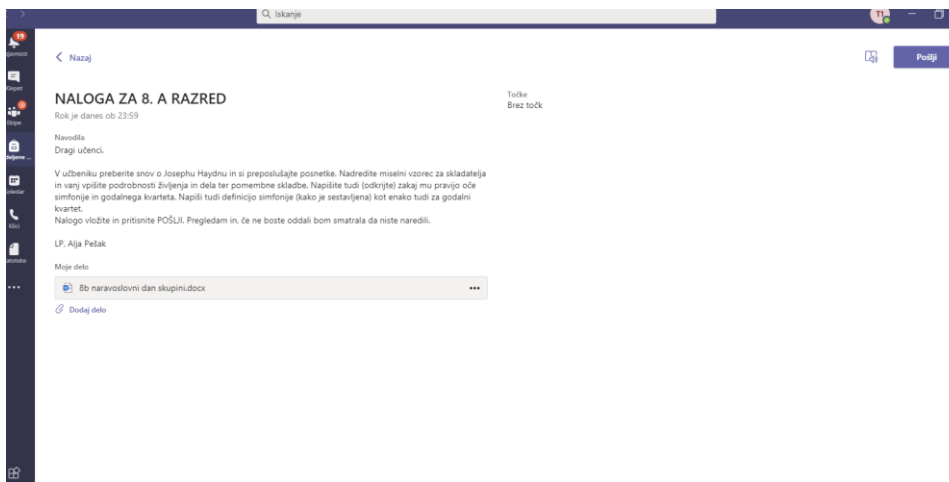 Iskanje
T1
19
Klepet
Ekipe
Klici
Nazaj
Pošlji
NALOGA ZA 8. A RAZRED
Rok je danes ob 23:59
Točke
Brez točk
Navodila
Dragi učenci,
V učbeniku preberite snov o Josephu Haydnu in si preposlušajte posnetke. Nadredite miselni vzorec za skladatelja
in vanj vpišite podrobnosti življenja in dela ter pomembne skladbe. Napišite tudi (odkrijte) zakaj mu pravijo oče
simfonije in godalnega kvarteta. Napiši tudi definicijo simfonije (kako je sestavljena) kot enako tudi za godalni
kvartet.
Nalogo vložite in pritisnite POŠLJI. Pregledam in, če ne boste oddali bom smatrala da niste naredili.
LP, Alja Pešak
Moje delo
8b naravoslovni dan skupini.docx
Dodaj delo